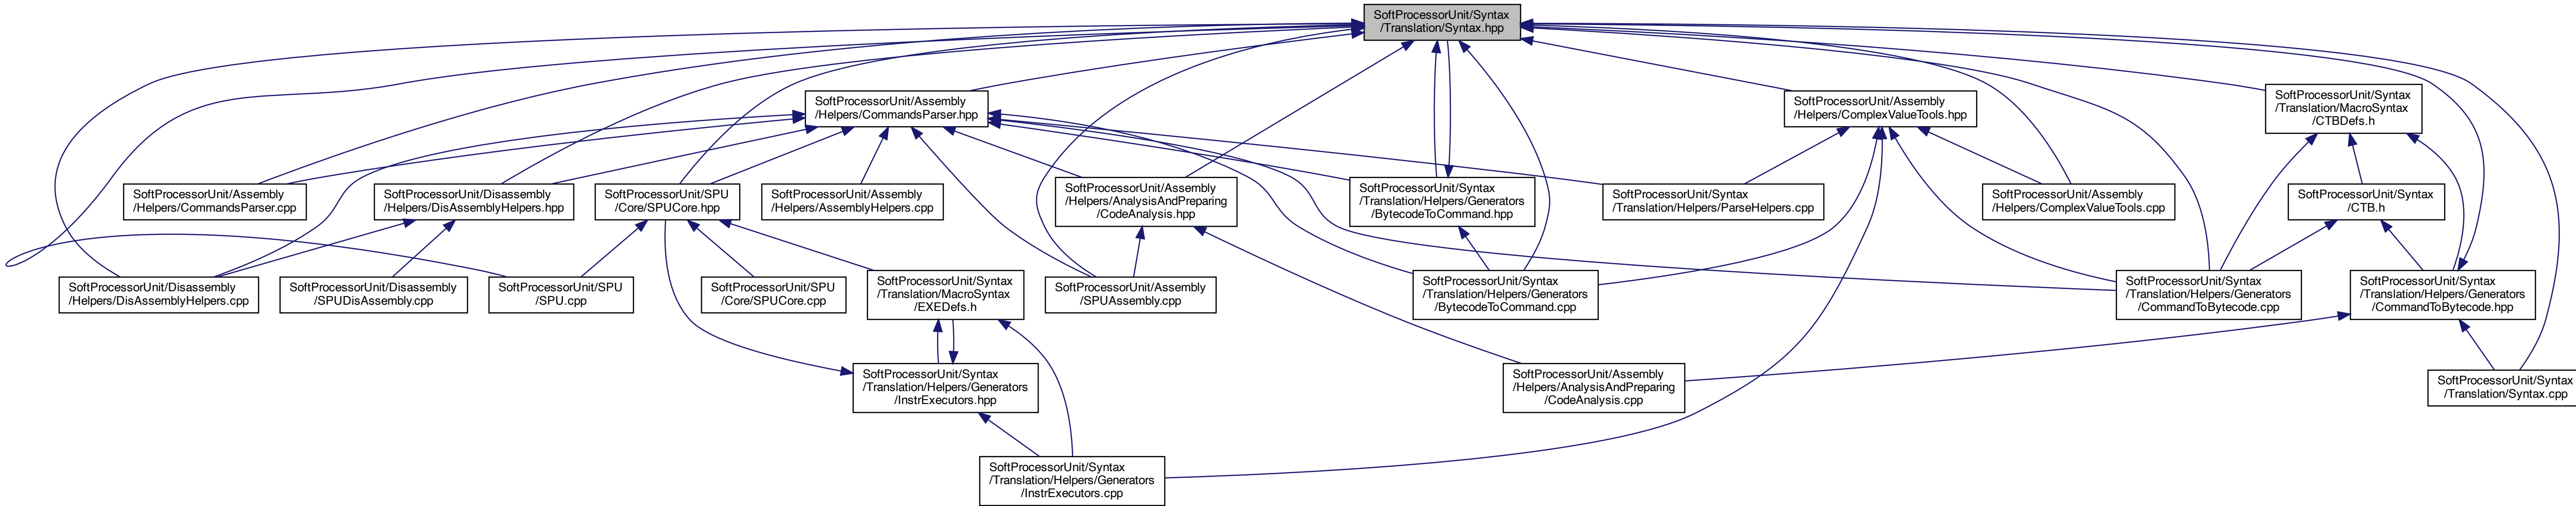 SoftProcessorUnit/Syntax
/Translation/Syntax.hpp
SoftProcessorUnit/Assembly
/Helpers/CommandsParser.hpp
SoftProcessorUnit/Assembly
/Helpers/ComplexValueTools.hpp
SoftProcessorUnit/Syntax
/Translation/MacroSyntax
/CTBDefs.h
SoftProcessorUnit/Assembly
/Helpers/CommandsParser.cpp
SoftProcessorUnit/Disassembly
/Helpers/DisAssemblyHelpers.hpp
SoftProcessorUnit/SPU
/Core/SPUCore.hpp
SoftProcessorUnit/Assembly
/Helpers/AssemblyHelpers.cpp
SoftProcessorUnit/Assembly
/Helpers/AnalysisAndPreparing
/CodeAnalysis.hpp
SoftProcessorUnit/Syntax
/Translation/Helpers/Generators
/BytecodeToCommand.hpp
SoftProcessorUnit/Syntax
/Translation/Helpers/ParseHelpers.cpp
SoftProcessorUnit/Assembly
/Helpers/ComplexValueTools.cpp
SoftProcessorUnit/Syntax
/CTB.h
SoftProcessorUnit/Disassembly
/Helpers/DisAssemblyHelpers.cpp
SoftProcessorUnit/Disassembly
/SPUDisAssembly.cpp
SoftProcessorUnit/SPU
/SPU.cpp
SoftProcessorUnit/SPU
/Core/SPUCore.cpp
SoftProcessorUnit/Syntax
/Translation/MacroSyntax
/EXEDefs.h
SoftProcessorUnit/Assembly
/SPUAssembly.cpp
SoftProcessorUnit/Syntax
/Translation/Helpers/Generators
/BytecodeToCommand.cpp
SoftProcessorUnit/Syntax
/Translation/Helpers/Generators
/CommandToBytecode.cpp
SoftProcessorUnit/Syntax
/Translation/Helpers/Generators
/CommandToBytecode.hpp
SoftProcessorUnit/Syntax
/Translation/Helpers/Generators
/InstrExecutors.hpp
SoftProcessorUnit/Assembly
/Helpers/AnalysisAndPreparing
/CodeAnalysis.cpp
SoftProcessorUnit/Syntax
/Translation/Syntax.cpp
SoftProcessorUnit/Syntax
/Translation/Helpers/Generators
/InstrExecutors.cpp